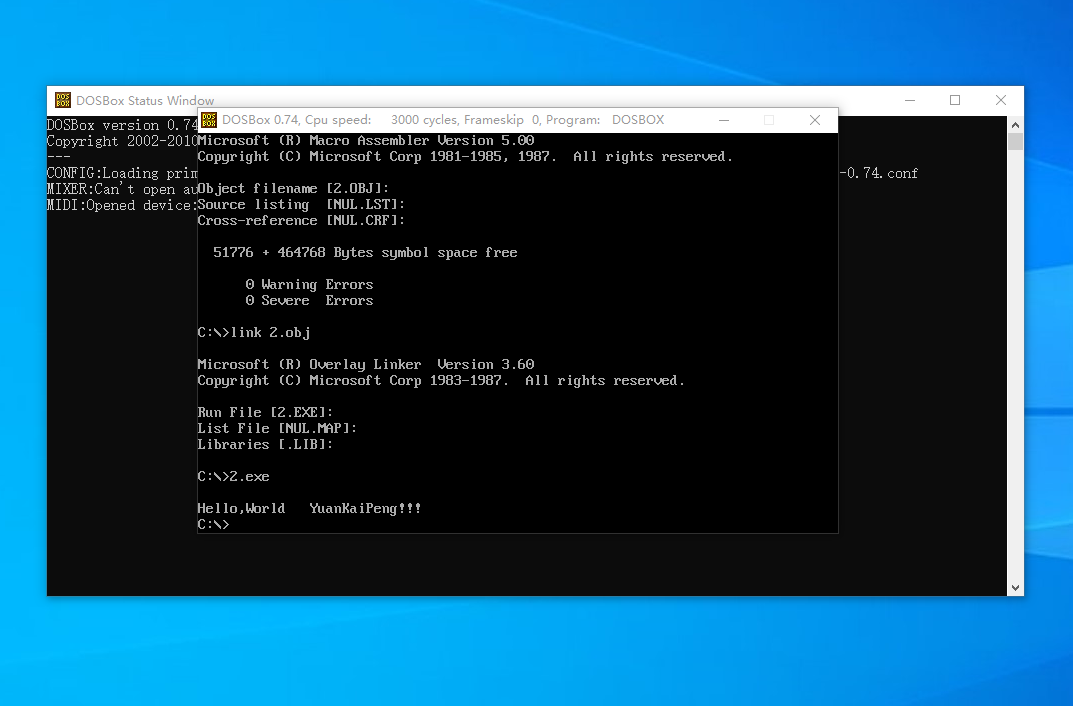 DOSBox Status Window
DOSBox version 0.74
Copyright 2002-2010
---
CONFIG:Loading prim
-0.74.conf
MIXER:Can't open au
MIDI:Opened device:
DOSBox 0.74, Cpu speed: 3000 cycles, Frameskip 0, Program: DOSBOX
Microsoft (R) Macro Assembler Version 5.00
Copyright (C) Microsoft Corp 1981-1985, 1987. All rights reserved.
Object filename [2.OBJ]:
Source listing [NUL.LST]:
Cross-reference [NUL.CRF]:
51776 + 464768 Bytes symbol space free
0 Warning Errors
0 Severe Errors
C:\>link 2.obj
Microsoft (R) Overlay Linker Version 3.60
Copyright (C) Microsoft Corp 1983-1987. All rights reserved.
Run File [2.EXE]:
List File [NUL.MAP]:
Libraries [.LIB]:
C:\>2.exe
Hello,World YuanKaiPeng!!!
C:\>